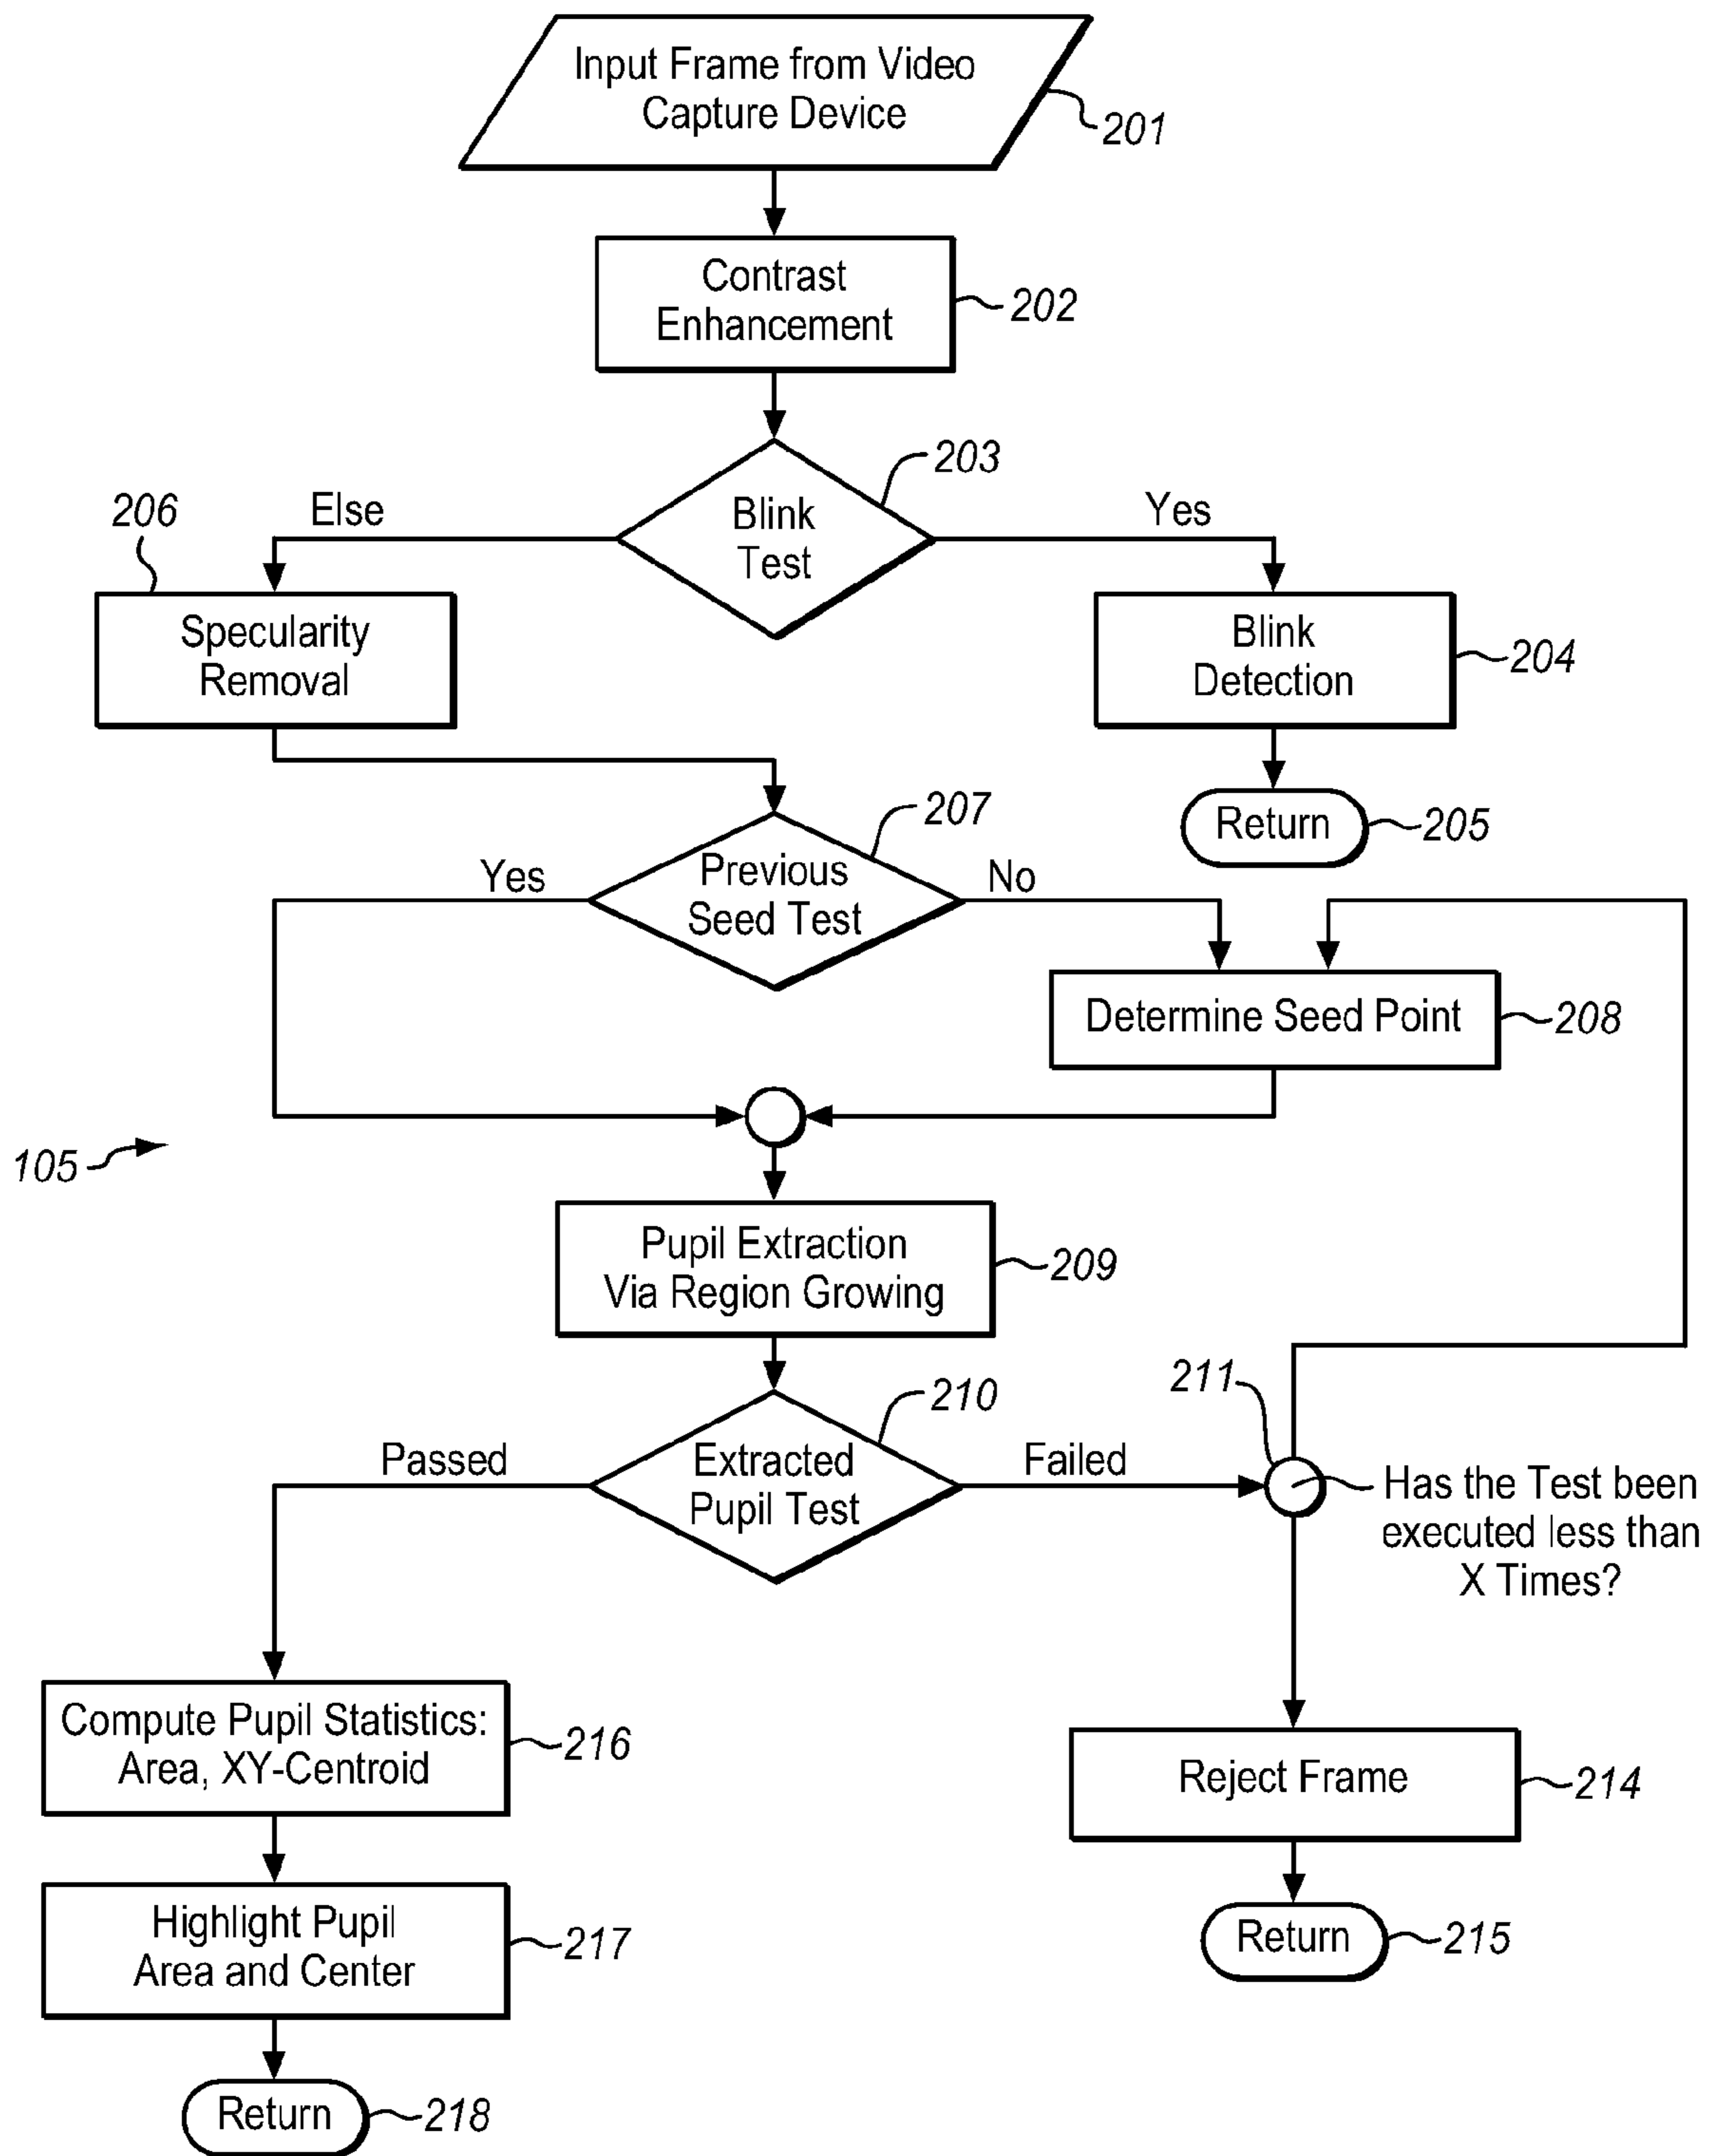 Input Frame from Video
Capture Device
201
Contrast
Enhancement
202
203
Blink
Test
Else
Yes
206
Specularity
Removal
Blink
Detection
204
Return
205
207
Previous
Seed Test
Yes
No
Determine Seed Point
208
105
Pupil Extraction
Via Region Growing
209
210
Extracted
Pupil Test
Passed
Failed
211
Has the Test been
executed less than
X Times?
Compute Pupil Statistics:
Area, XY-Centroid
216
Reject Frame
214
Highlight Pupil
Area and Center
217
Return
215
Return
218